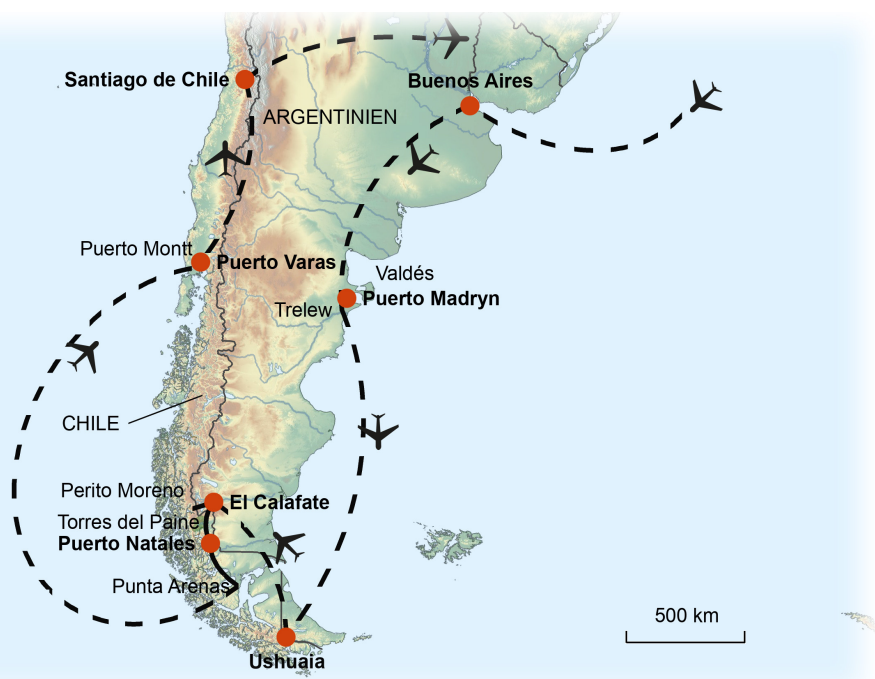 Santiago de Chile
Buenos Aires
ARGENTINIEN
Puerto Montt
Puerto Varas
Valdés
Puerto Madryn
Trelew
CHILE
Perito Moreno
El Calafate
Torres del Paine
Puerto Natales
Punta Arenas
500 km
Ushuaia